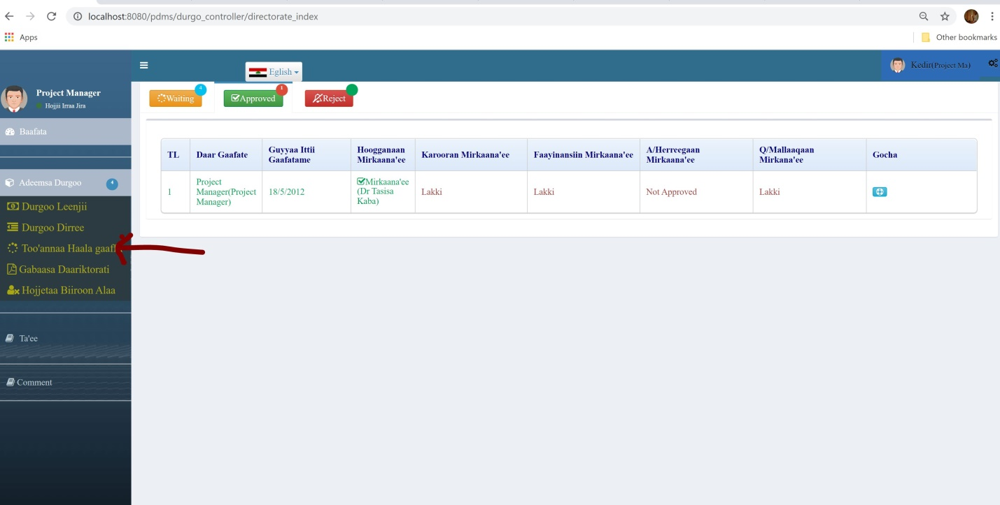 localhost:8080/pdms/durgo_controller/directorate_index
Apps
Other bookmarks
Eglish
Kedir(Project Ma)
Project Manager
Hojjii Irraa Jira
Baafata
Adeemsa Durgoo 4
Durgoo Leenjii
Durgoo Dirree
Too'annaa Haala
Gabaasa Daariktorati
Hojjetaa Biiroon Alaa
Ta'ee
Comment
Waiting 4
Approved 1
Reject
TL
Daar Gaafate
Guyyaa Ittii
Gaafatame
Hoogganaan
Mirkaana'ee
Karooran Mirkaana'ee
Faayinansiin Mirkaana'ee
A/Herreegaan
Mirkaana'ee
Q/Mallaaqaan
Mirkana'ee
Gocha
1
Project
Manager(Project
Manager)
18/5/2012
Mirkaana'ee
(Dr Tasisa
Kaba)
Lakki
Lakki
Not Approved
Lakki